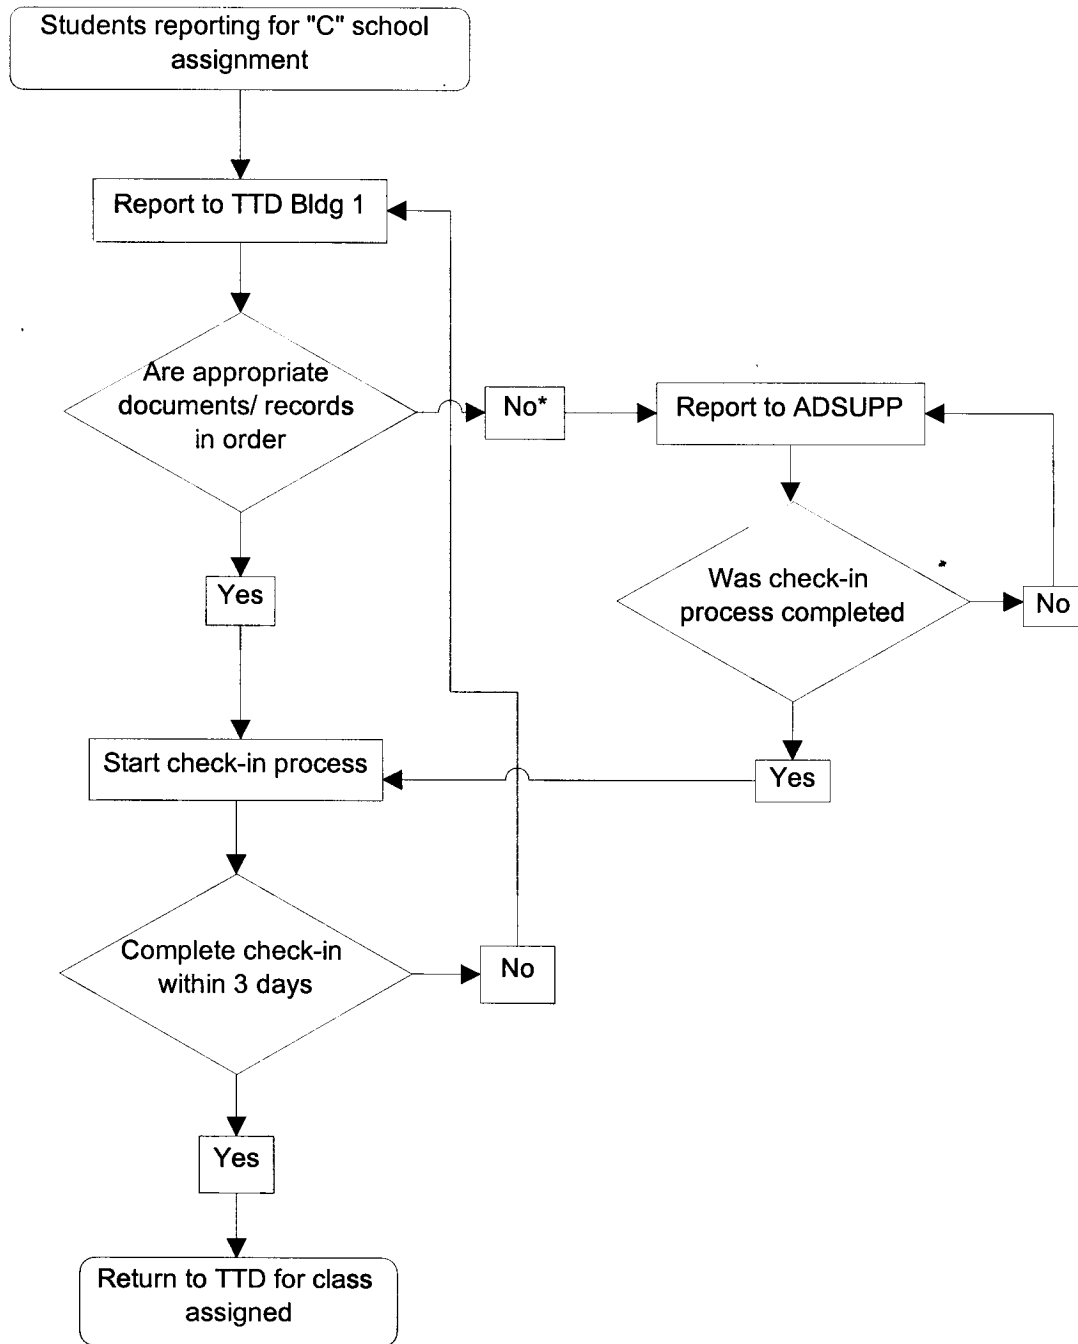 Students reporting for "C" school
assignment
Report to TTD Bldg 1
Are appropriate
documents/ records
in order
No*
Report to ADSUPP
Yes
Was check-in
process completed
No
Start check-in process
Yes
Complete check-in
within 3 days
No
Yes
Return to TTD for class
assigned